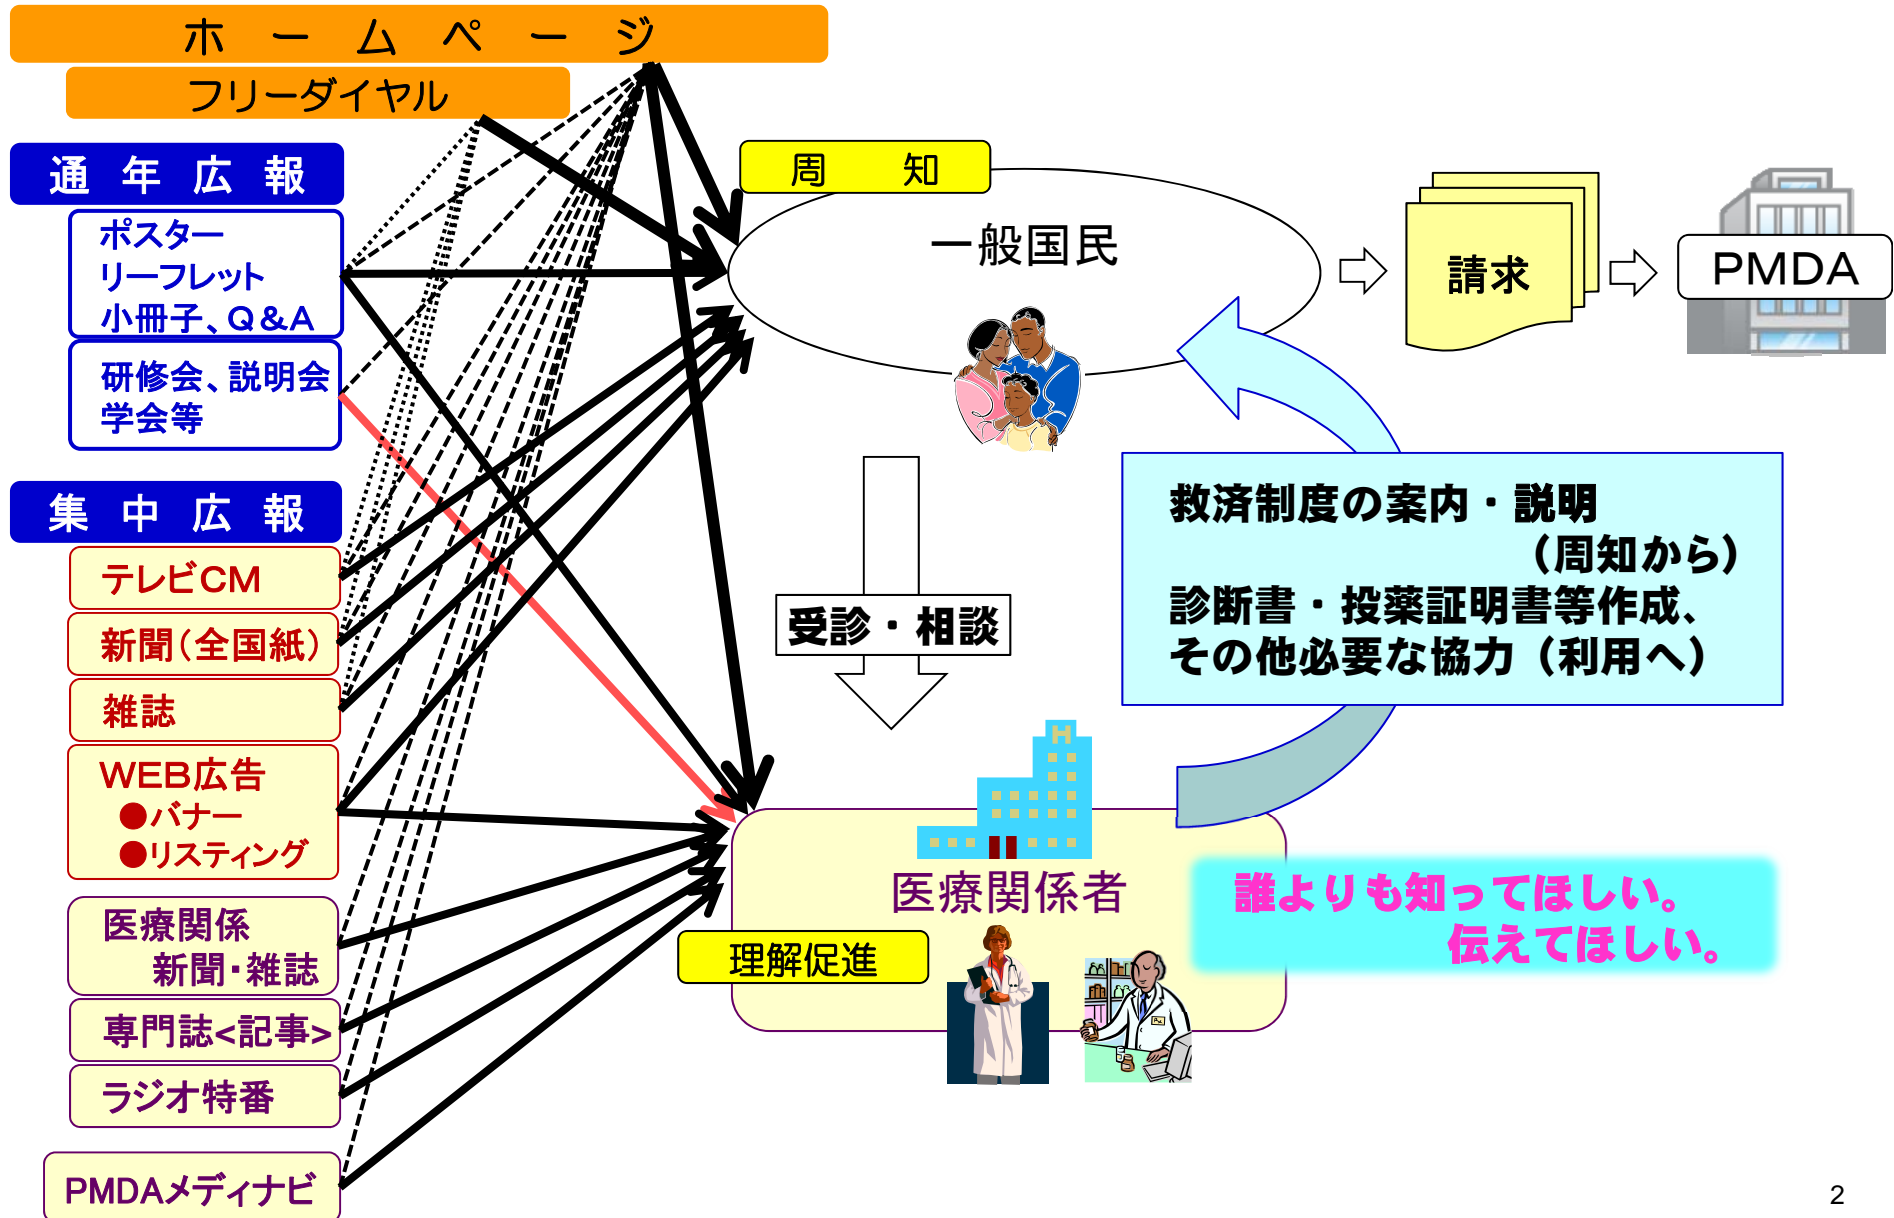 ホームページ
フリーダイヤル
通年広報
ポスター
リーフレット
小冊子、Q&A
研修会、説明会
学会等
集中広報
テレビCM
新聞(全国紙)
雑誌
WEB広告
●バナー
●リスティング
医療関係
新聞・雑誌
専門誌<記事>
ラジオ特番
PMDAメディナビ
周知
一般国民
請求
PMDA
受診・相談
救済制度の案内・説明
(周知から)
診断書・投薬証明書等作成、
その他必要な協力(利用へ)
H
医療関係者
理解促進
誰よりも知ってほしい。
伝えてほしい。
2